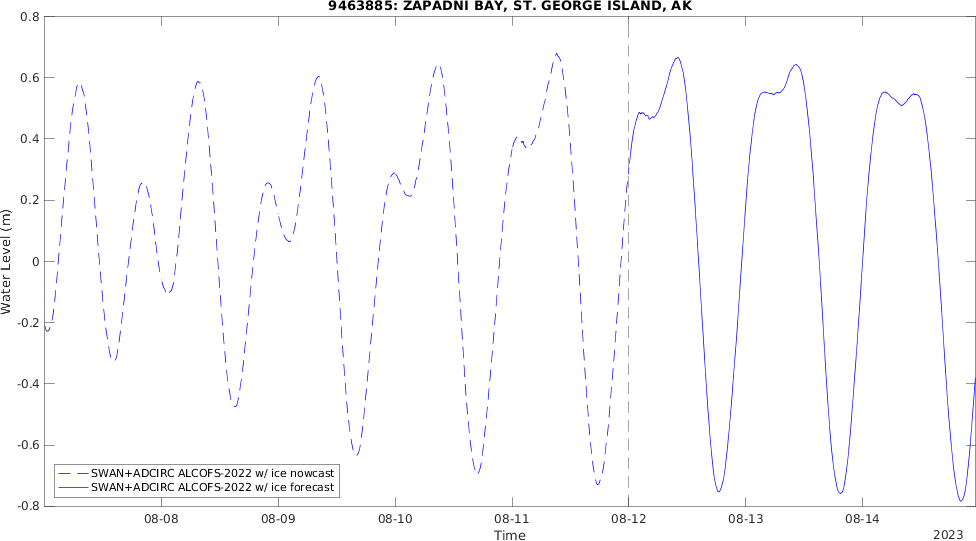 9463885: ZAPADNI BAY, ST. GEORGE ISLAND, AK
0.8
0.6
0.4
0.2
0
-0.2
-0.4
-0.6
-0.8
Water Level (m)
SWAN+ADCIRC ALCOFS-2022 w/ ice nowcast
SWAN+ADCIRC ALCOFS-2022 w/ ice forecast
08-08 08-09 08-10 08-11 08-12 08-13 08-14
Time
2023